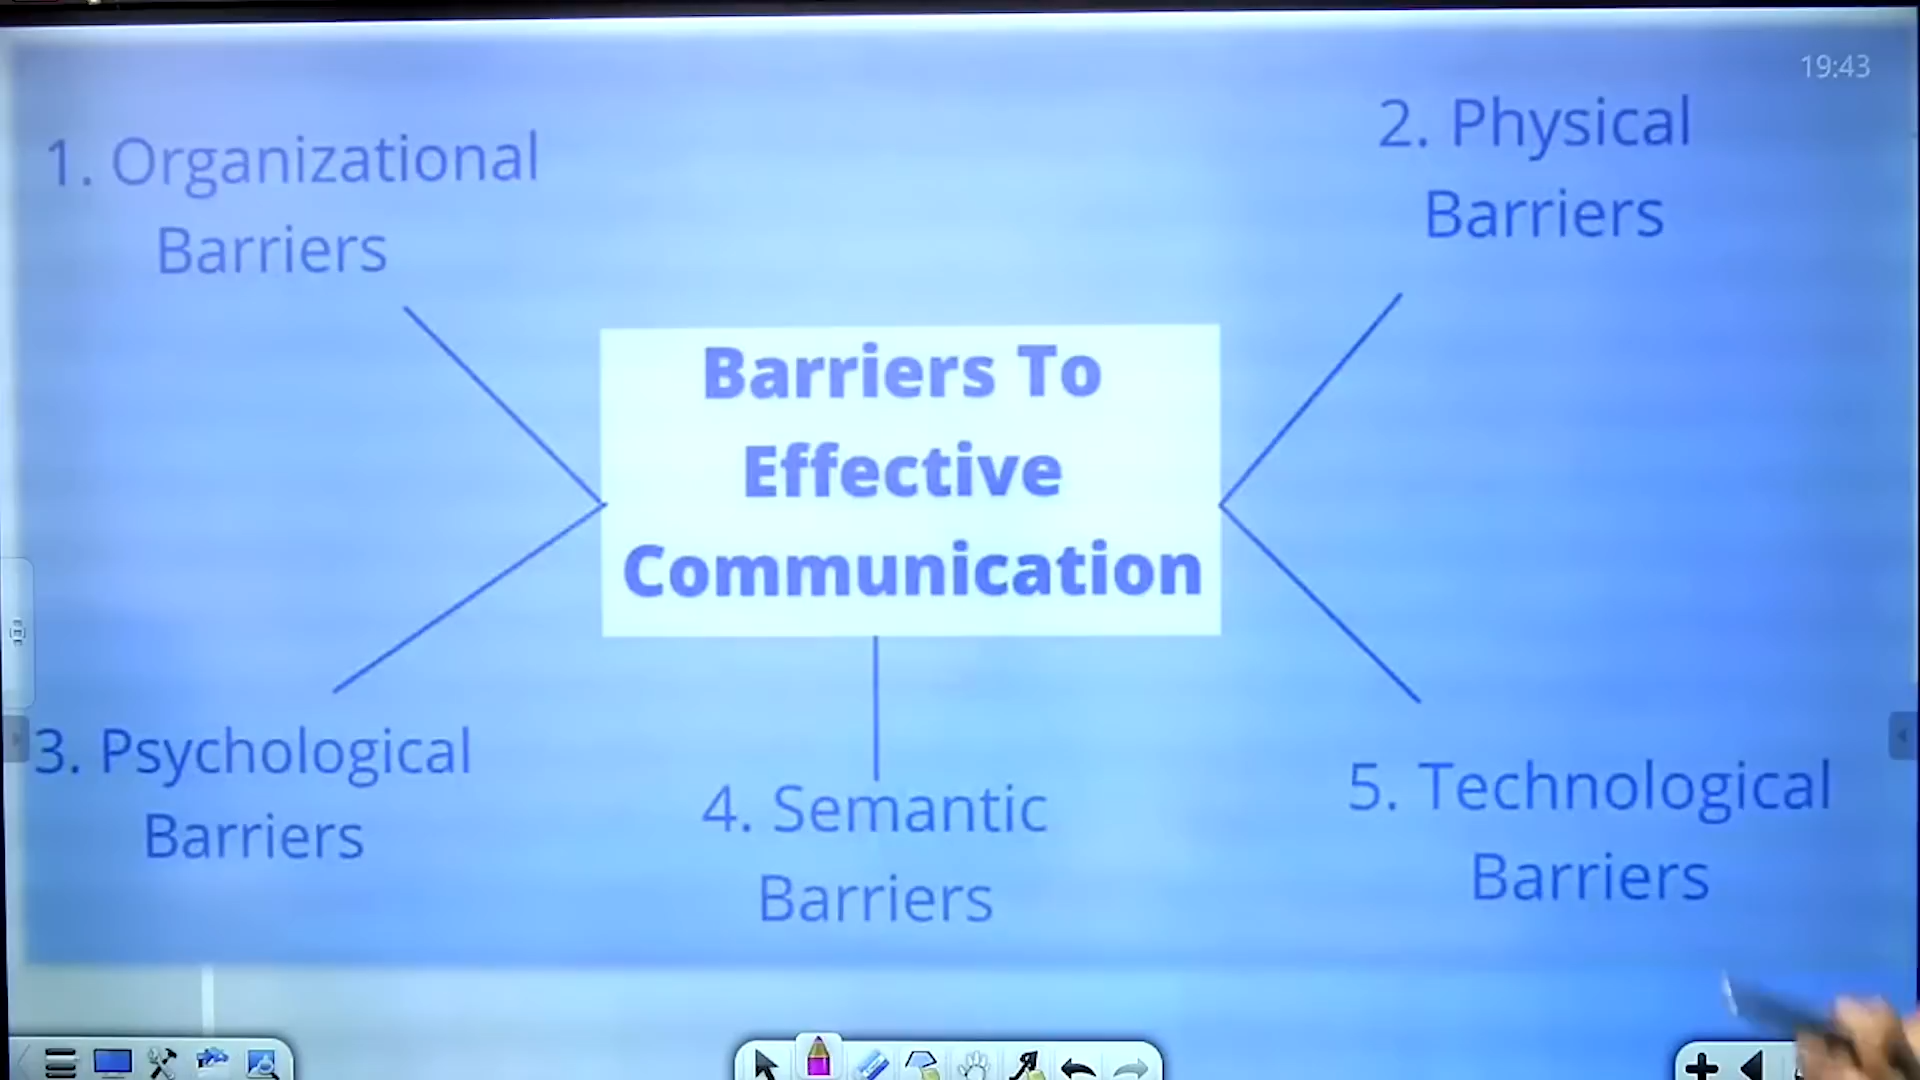 19:43
1. Organizational
Barriers
2. Physical
Barriers
Barriers To
Effective
Communication
3. Psychological
Barriers
4. Semantic
Barriers
5. Technological
Barriers